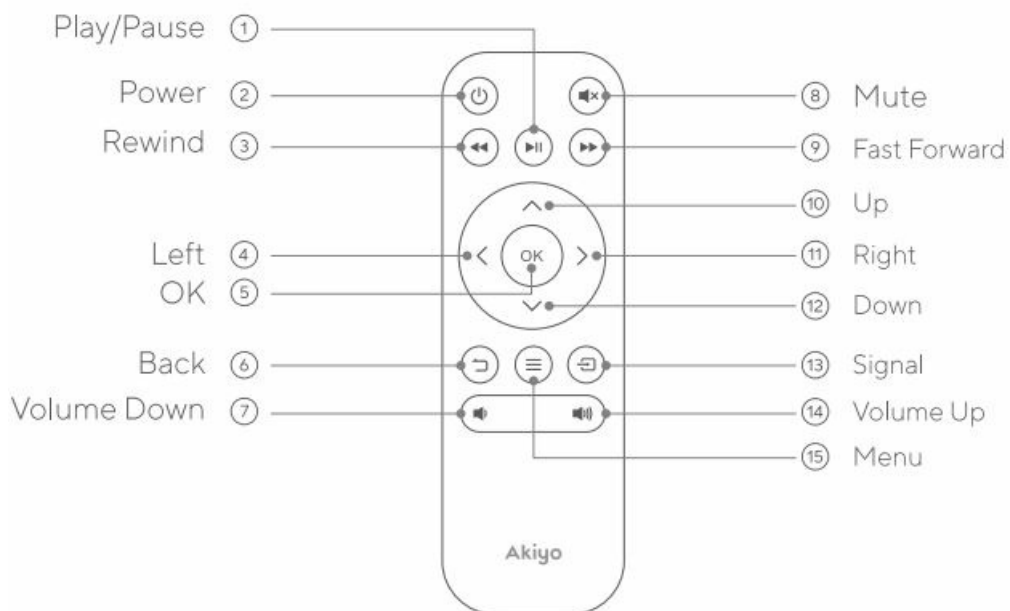 Play/Pause 1
Power 2
Rewind 3
Left 4
OK 5
Back 6
Volume Down 7
OK
Akiyo
8 Mute
9 Fast Forward
10 Up
11 Right
12 Down
13 Signal
14 Volume Up
15 Menu